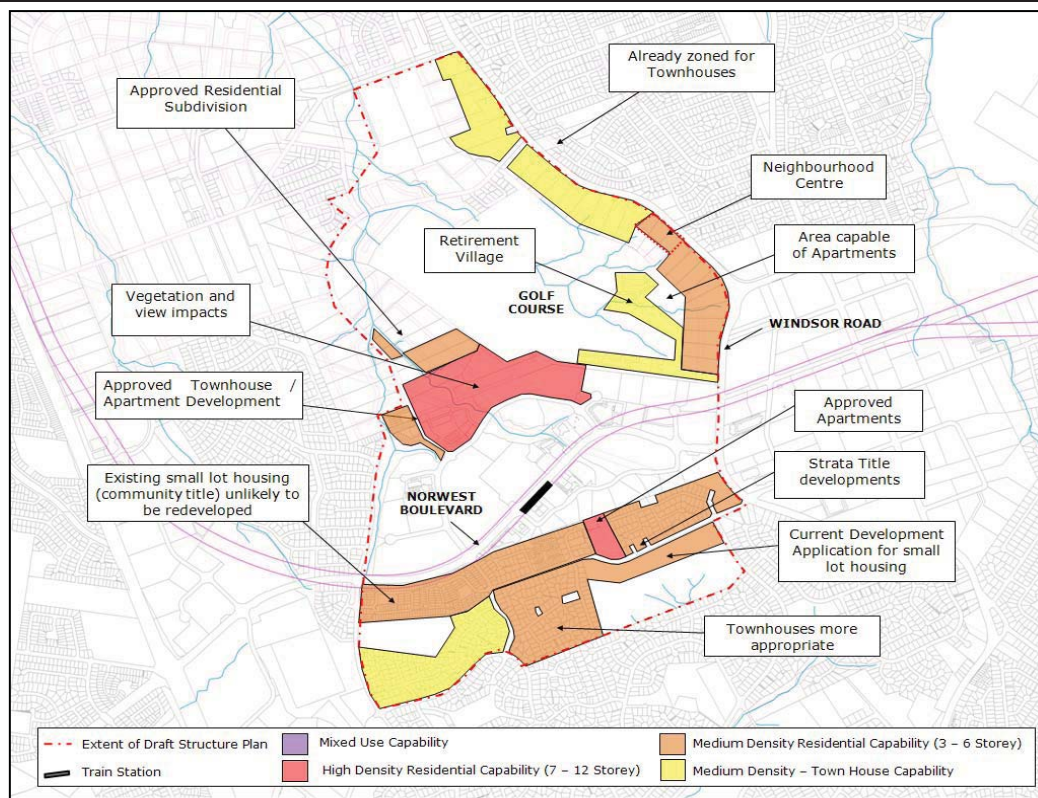 Already zoned for
Townhouses
Approved Residential
Subdivision
Neighbourhood
Centre
Retirement
Village
Area capable
of Apartments
GOLF
COURSE
Vegetation and
view impacts
WINDSOR ROAD
Approved Townhouse /
Apartment Development
Approved
Apartments
Strata Title
developments
Existing small lot housing
(community title) unlikely to
be redeveloped
NORWEST
BOULEVARD
Current Development
Application for small
lot housing
Townhouses more
appropriate
Extent of Draft Structure Plan
Mixed Use Capability
Medium Density Residential Capability (3 – 6 Storey)
Train Station
High Density Residential Capability (7 – 12 Storey)
Medium Density – Town House Capability